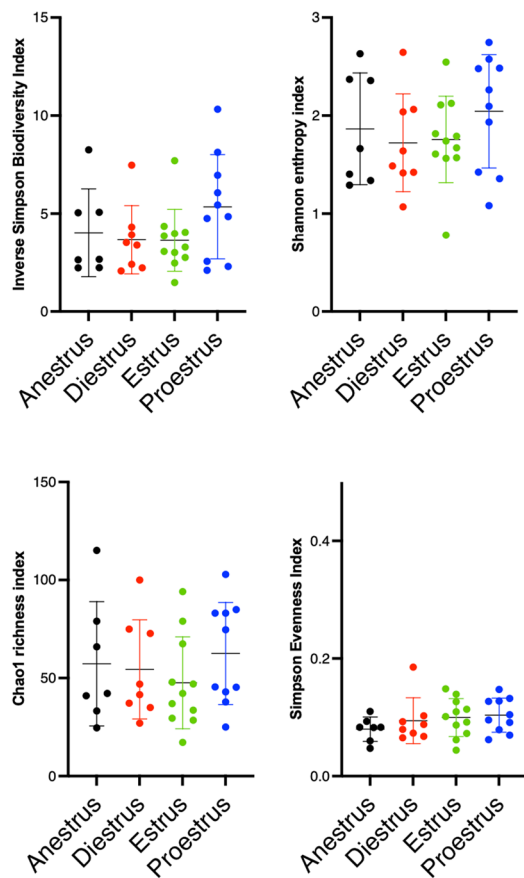 Inverse Simpson Biodiversity Index
15
10
5
0
Anestrus
Diestrus
Estrus
Proestrus
Shannon enthropy index
3
2
1
0
Anestrus
Diestrus
Estrus
Proestrus
Chao1 richness index
150
100
50
0
Anestrus
Diestrus
Estrus
Proestrus
Simpson Evenness Index
0.4
0.2
0.0
Anestrus
Diestrus
Estrus
Proestrus